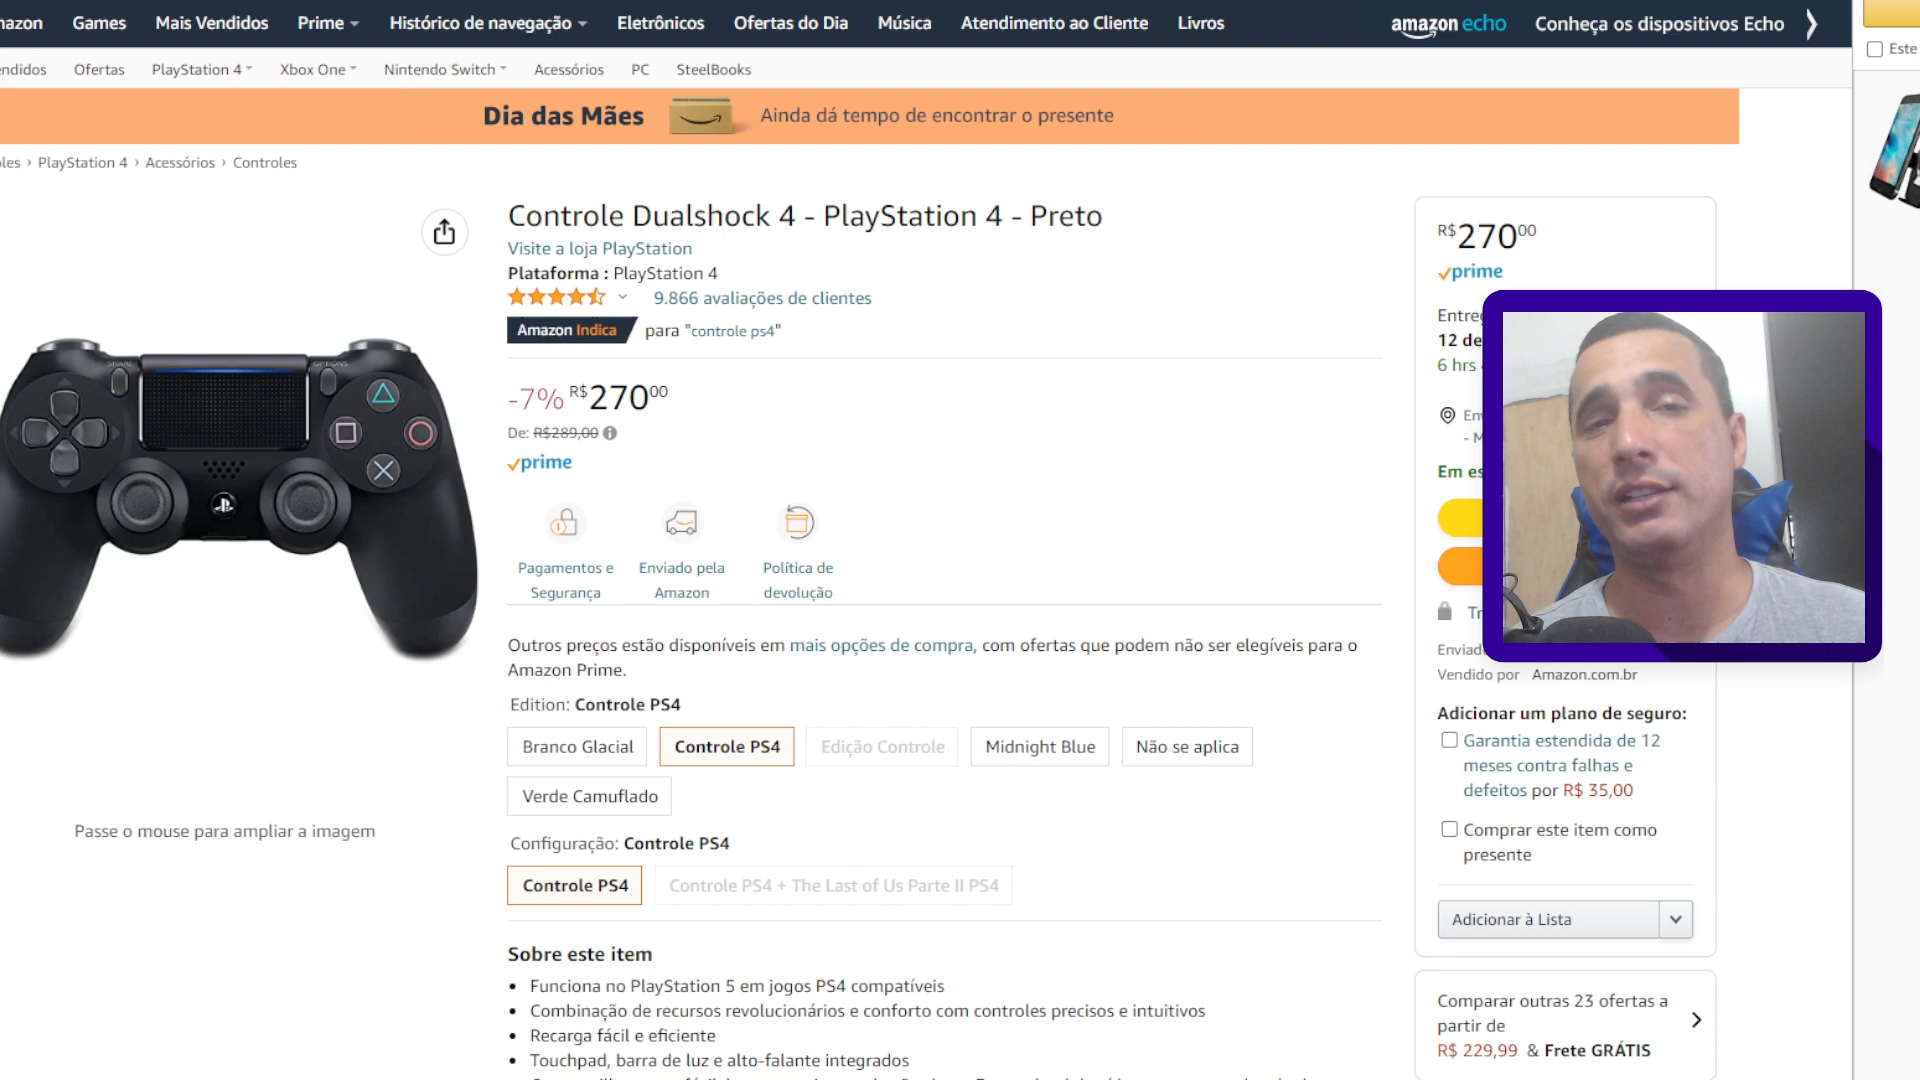 Games Mais Vendidos Prime Histórico de navegação Eletrônicos Ofertas do Dia Música Atendimento ao Cliente Livros amazon echo Conheça os dispositivos Echo
Ofertas PlayStation 4 Xbox One Nintendo Switch Acessórios PC SteelBooks
Este
Dia das Mães Ainda dá tempo de encontrar o presente
› PlayStation 4 › Acessórios › Controles
Controle Dualshock 4 - PlayStation 4 - Preto
Visite a loja PlayStation
Plataforma : PlayStation 4
9.866 avaliações de clientes
Amazon Indica para "controle ps4"
-7% R$27000
De: R$289,00
prime
Pagamentos e Segurança
Enviado pela Amazon
Política de devolução
Outros preços estão disponíveis em mais opções de compra, com ofertas que podem não ser elegíveis para o
Amazon Prime.
Edition: Controle PS4
Branco Glacial Controle PS4 Edição Controle Midnight Blue Não se aplica
Verde Camuflado
Configuração: Controle PS4
Controle PS4 Controle PS4 + The Last of Us Parte II PS4
Sobre este item
Funciona no PlayStation 5 em jogos PS4 compatíveis
Combinação de recursos revolucionários e conforto com controles precisos e intuitivos
Recarga fácil e eficiente
Touchpad, barra de luz e alto-falante integrados
SHARE OPTIONS
Passe o mouse para ampliar a imagem
R$27000
prime
12 de
6 hrs
Vendido por Amazon.com.br
Adicionar um plano de seguro:
Garantia estendida de 12
meses contra falhas e
defeitos por R$ 35,00
Comprar este item como
presente
Adicionar à Lista
Comparar outras 23 ofertas a
partir de
R$ 229,99 & Frete GRÁTIS